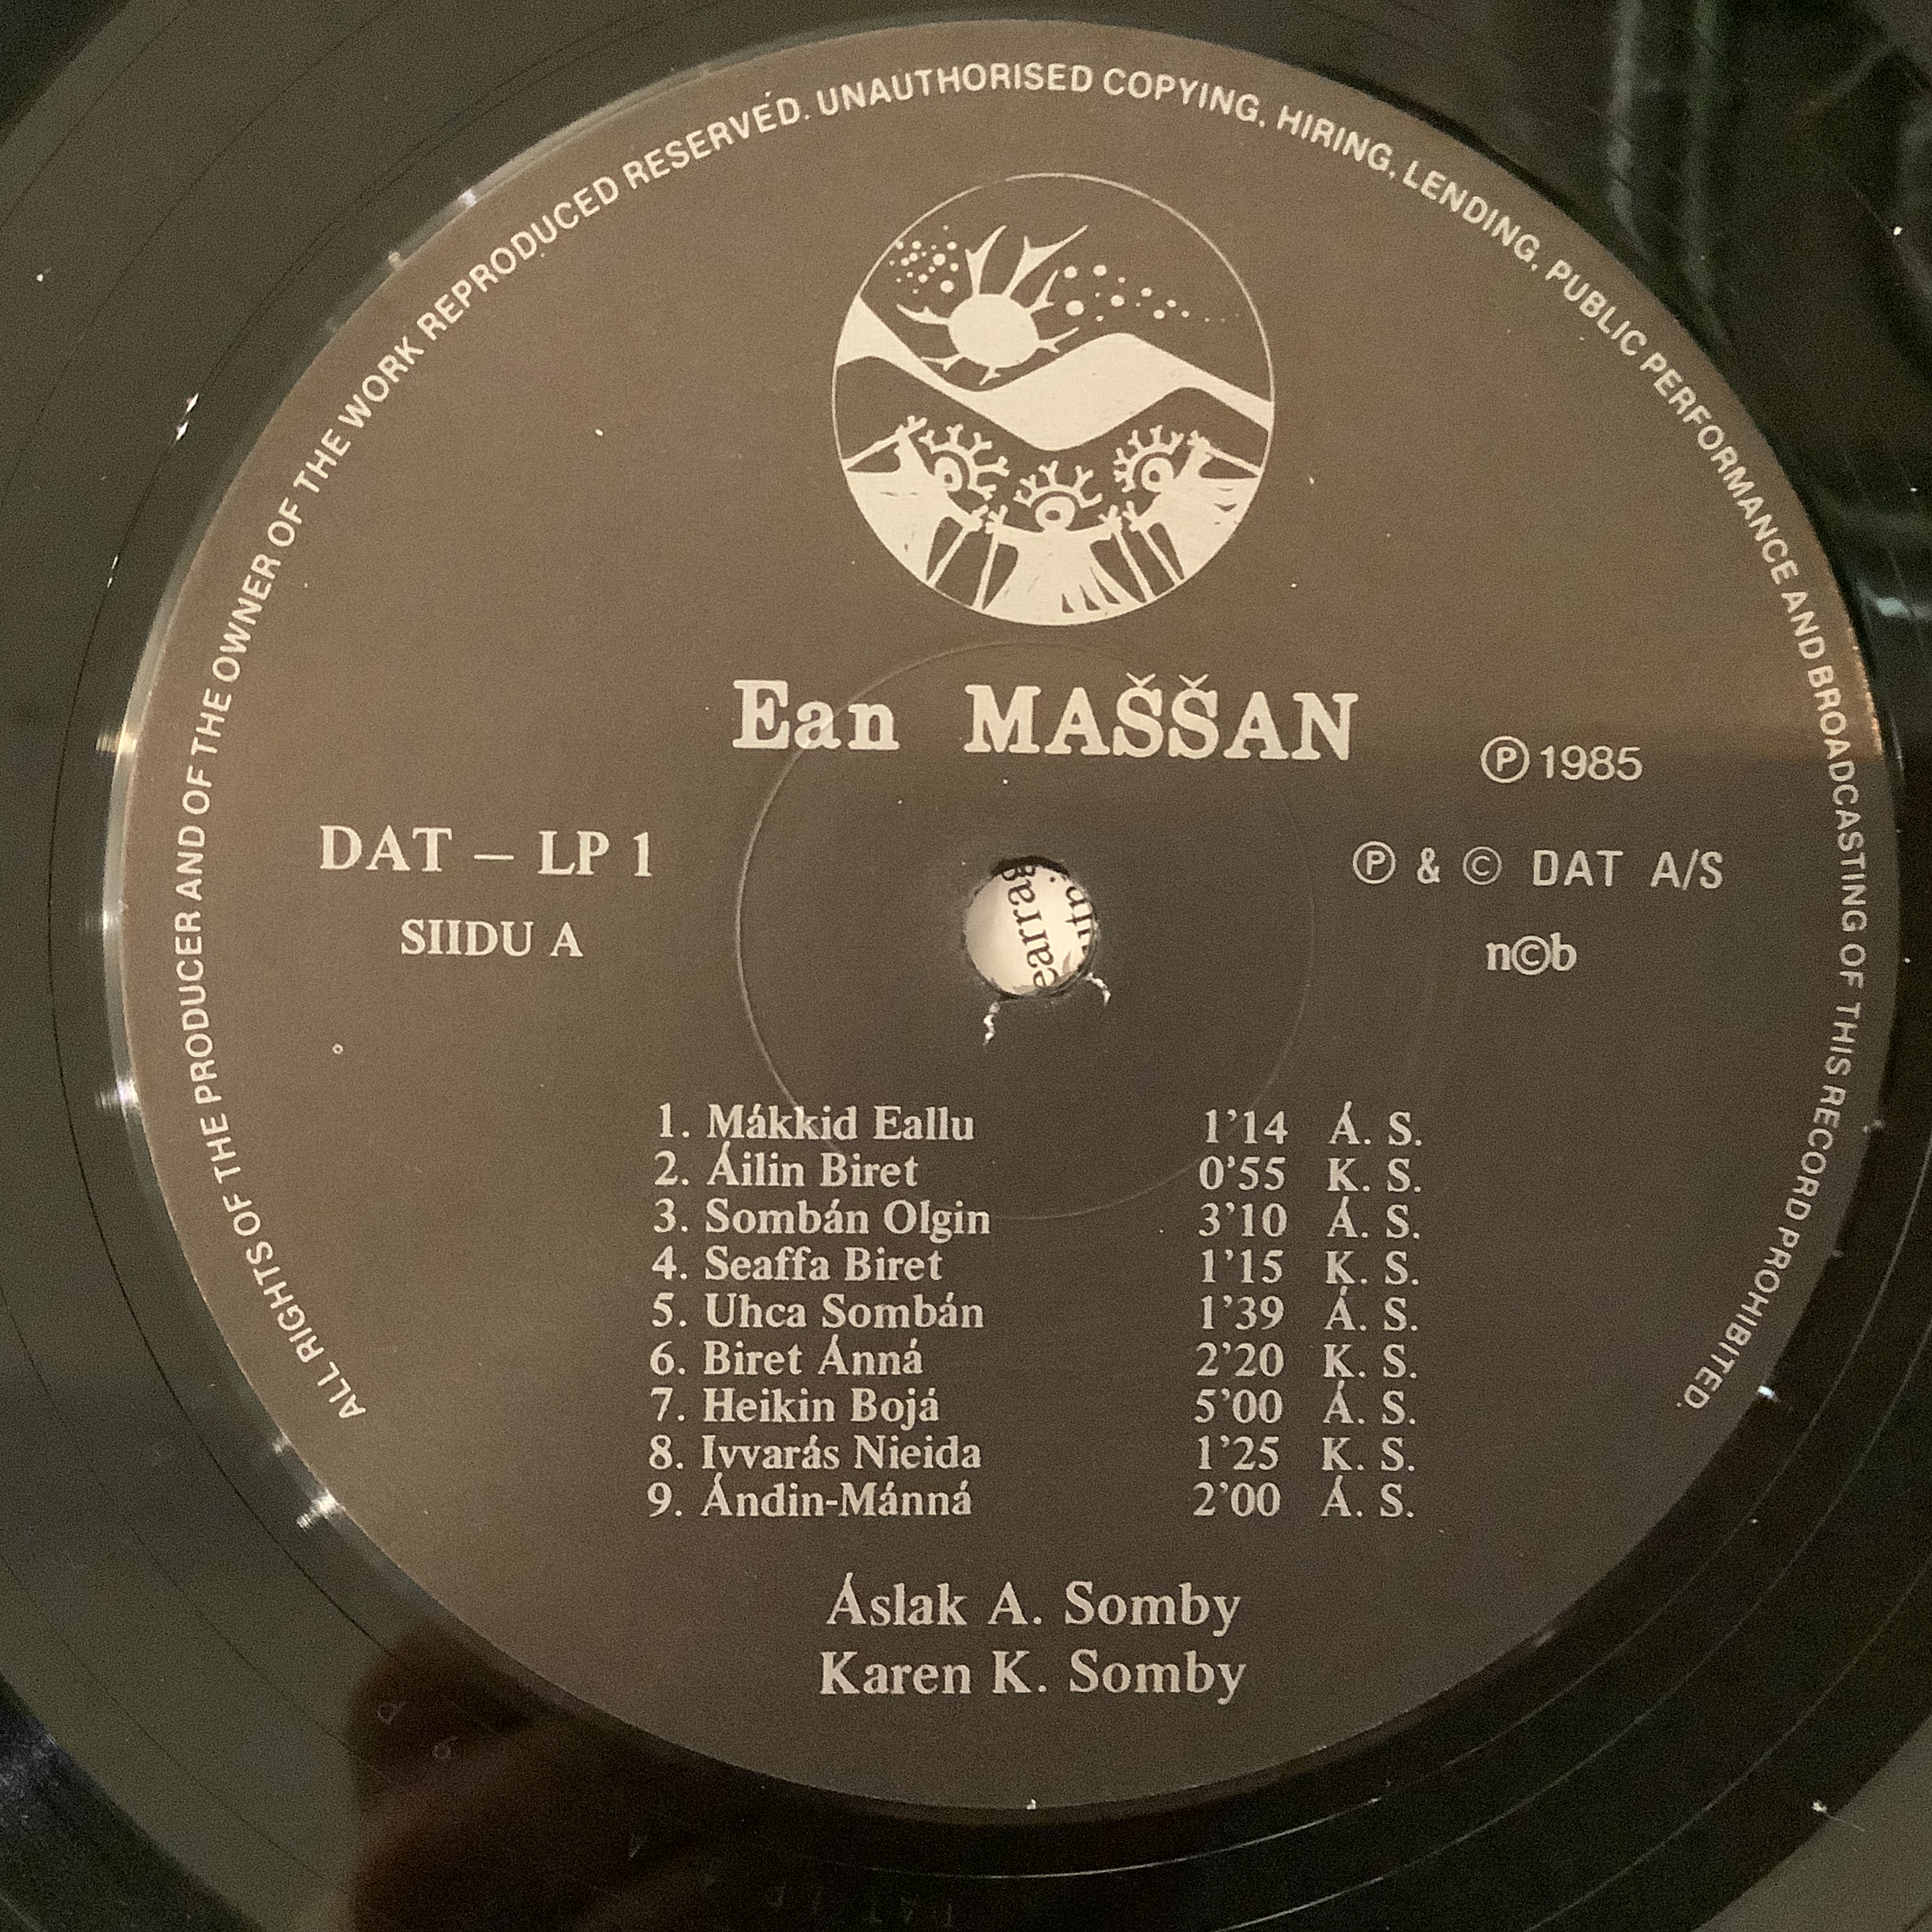 ALL RIGHTS OF THE PRODUCER AND OF THE OWNER OF THE WORK REPRODUCED RESERVED. UNAUTHORISED COPYING, HIRING, LENDING, PUBLIC PERFORMANCE AND BROADCASTING OF THIS RECORD PROHIBITED.
Ean MAŠŠAN
Ⓟ 1985
DAT – LP 1
Ⓟ & © DAT A/S
SIIDU A
n©b
1. Mákkid Eallu 1’14 Á. S.
2. Áilin Biret 0’55 K. S.
3. Sombán Olgin 3’10 Á. S.
4. Seaffa Biret 1’15 K. S.
5. Uhca Sombán 1’39 Á. S.
6. Biret Ánná 2’20 K. S.
7. Heikin Bojá 5’00 Á. S.
8. Ivvarás Nieida 1’25 K. S.
9. Ándin-Mánná 2’00 Á. S.
Áslak A. Somby
Karen K. Somby